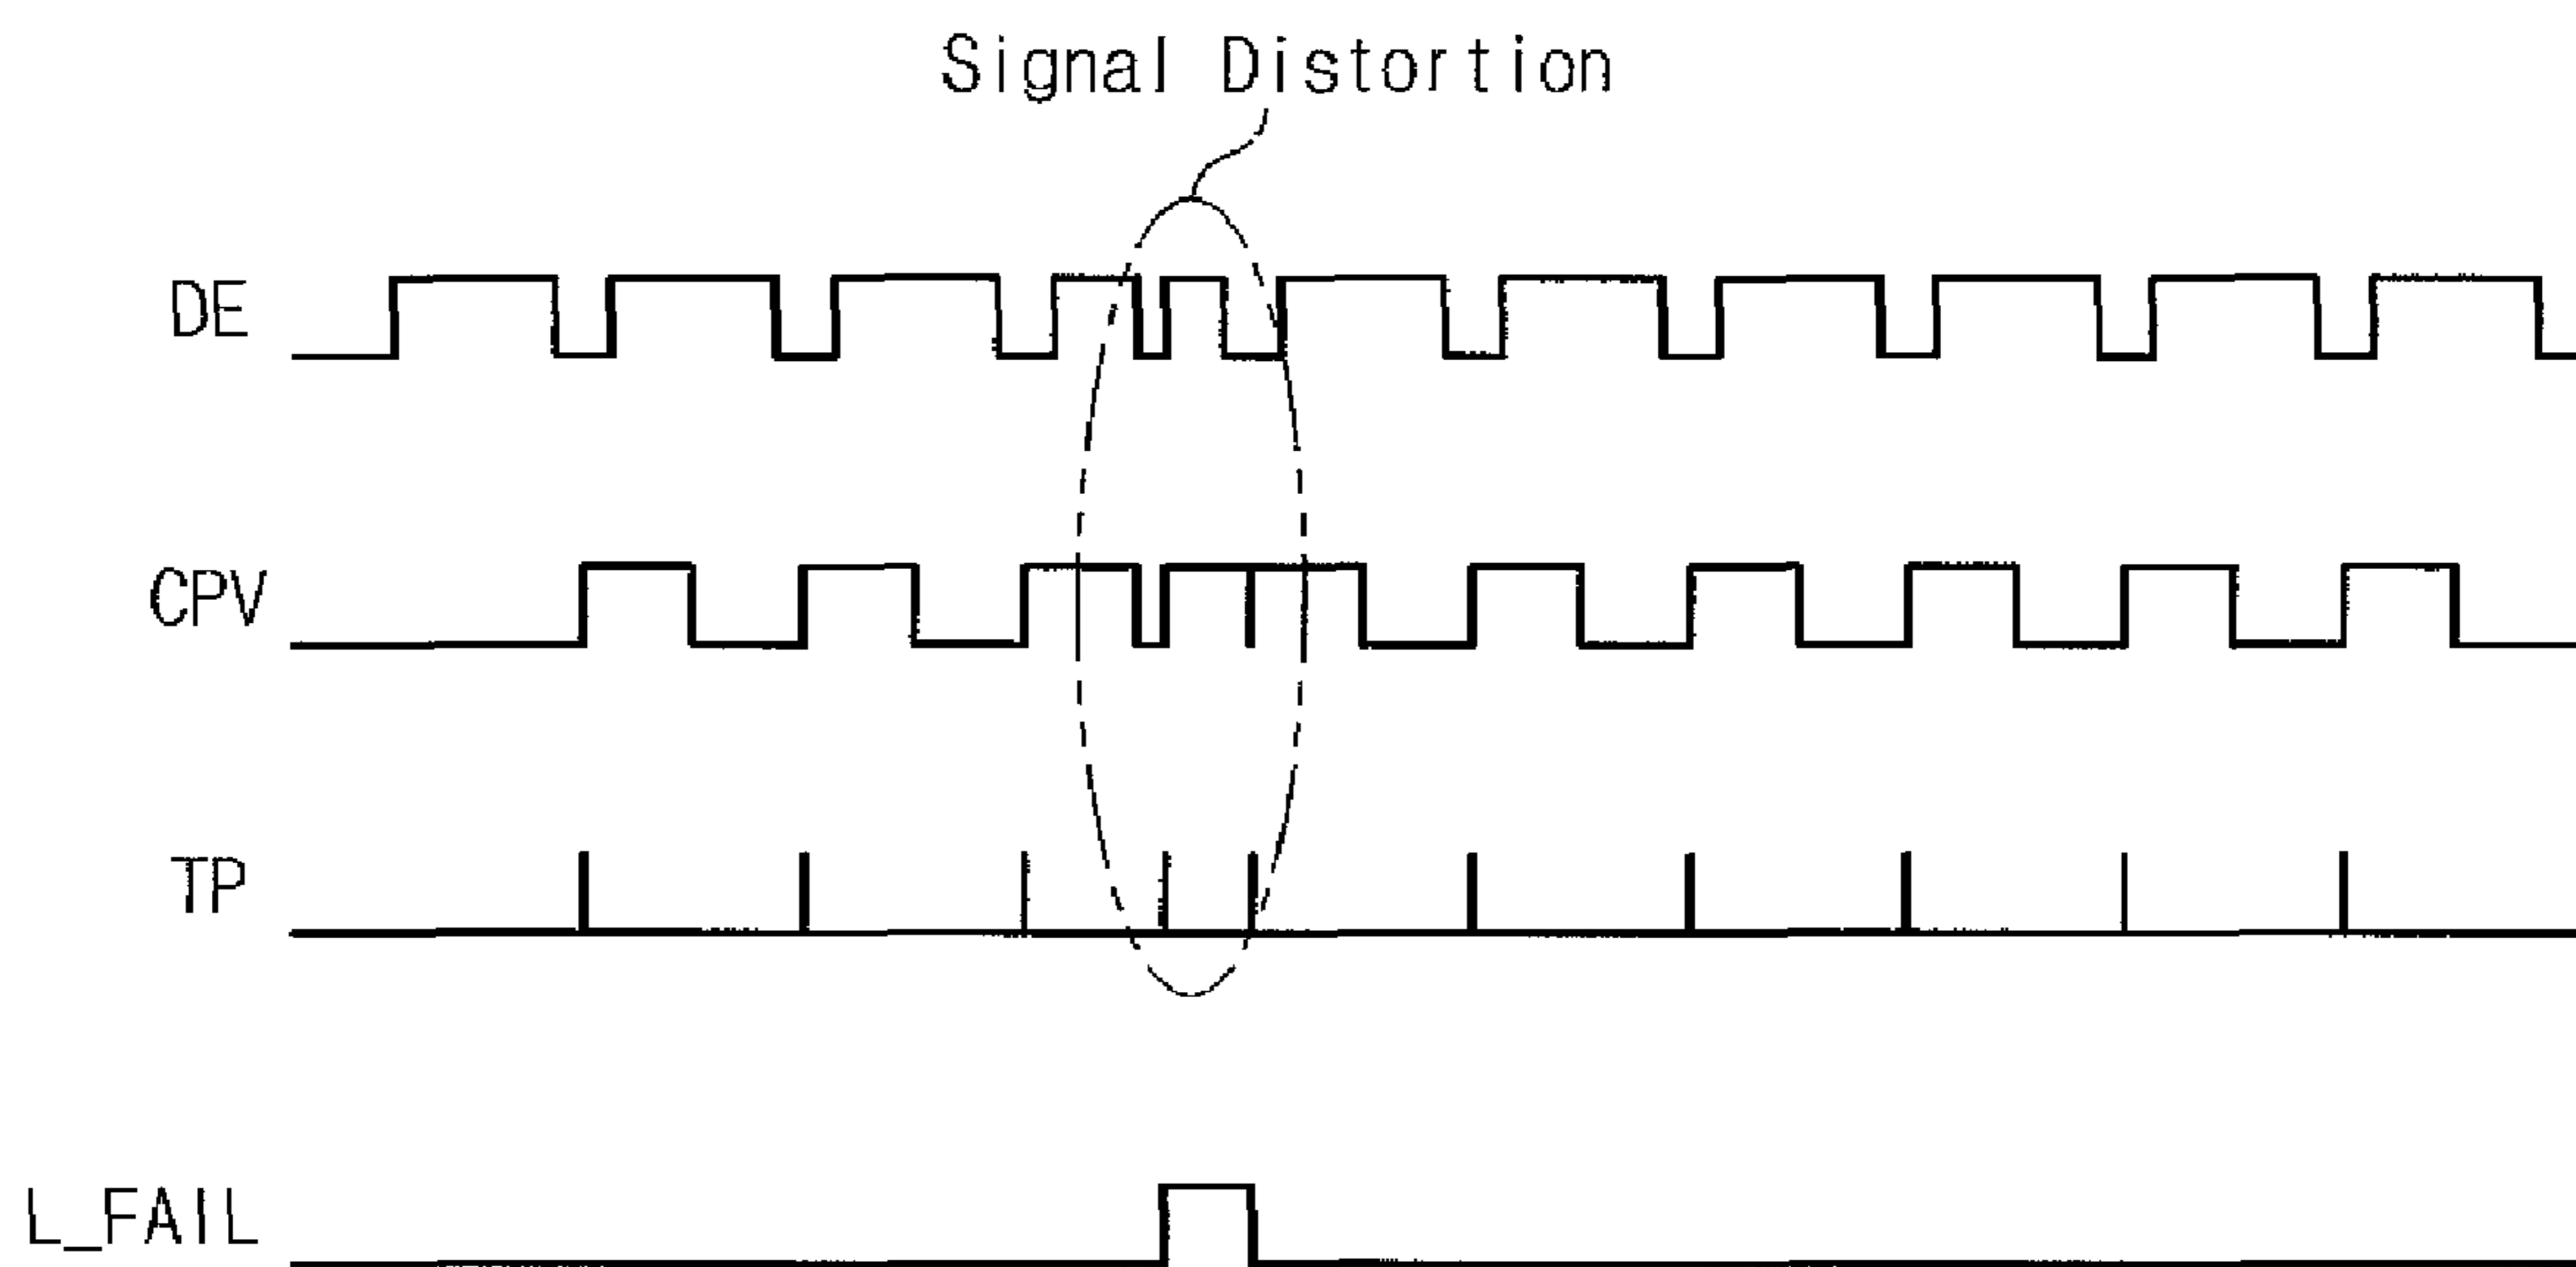 Signal Distortion
DE
CPV
TP
L_FAIL